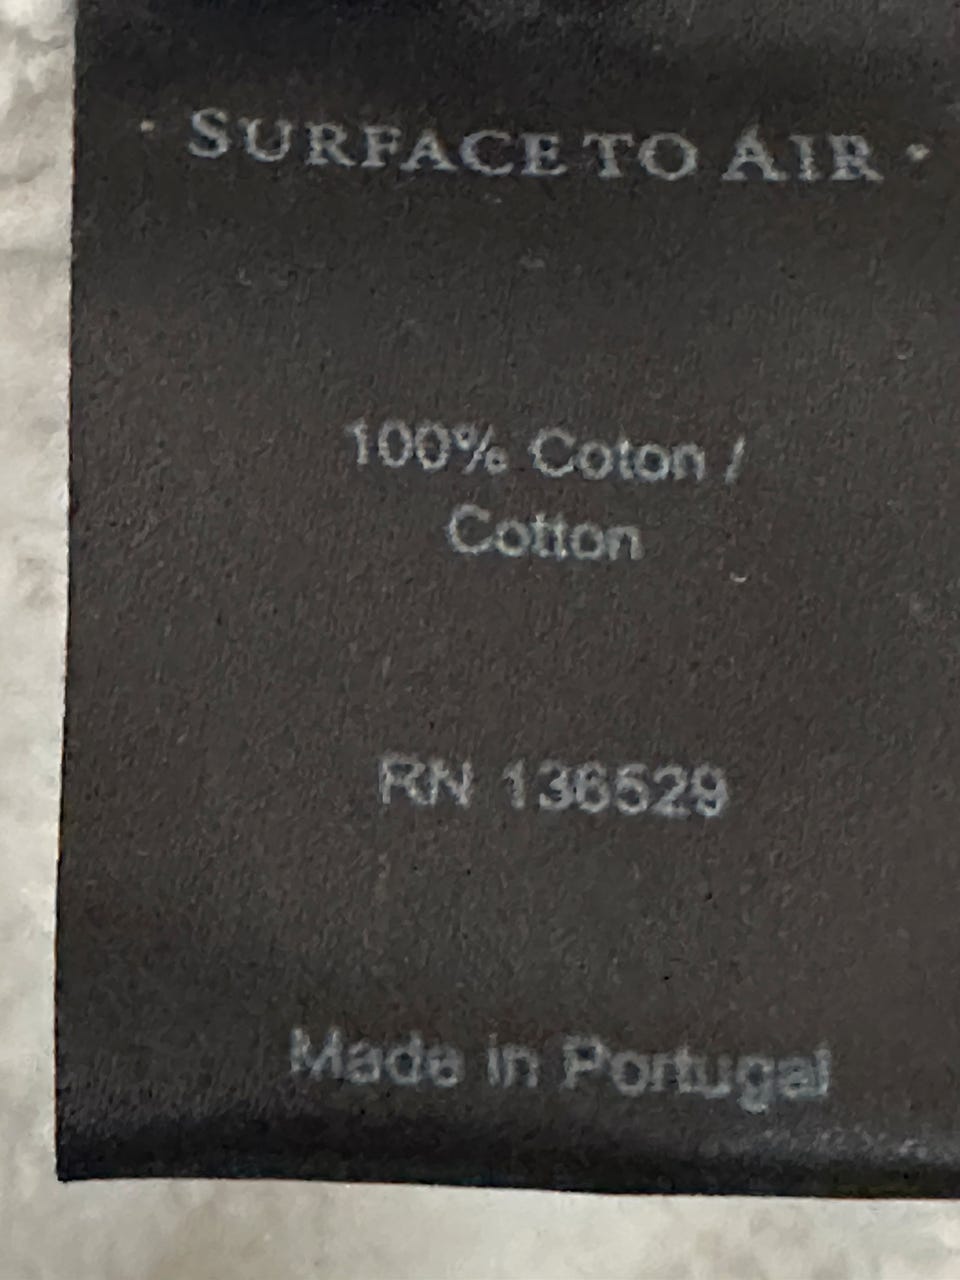 · SURFACE TO AIR ·
100% Coton /
Cotton
RN 136529
Made in Portugal